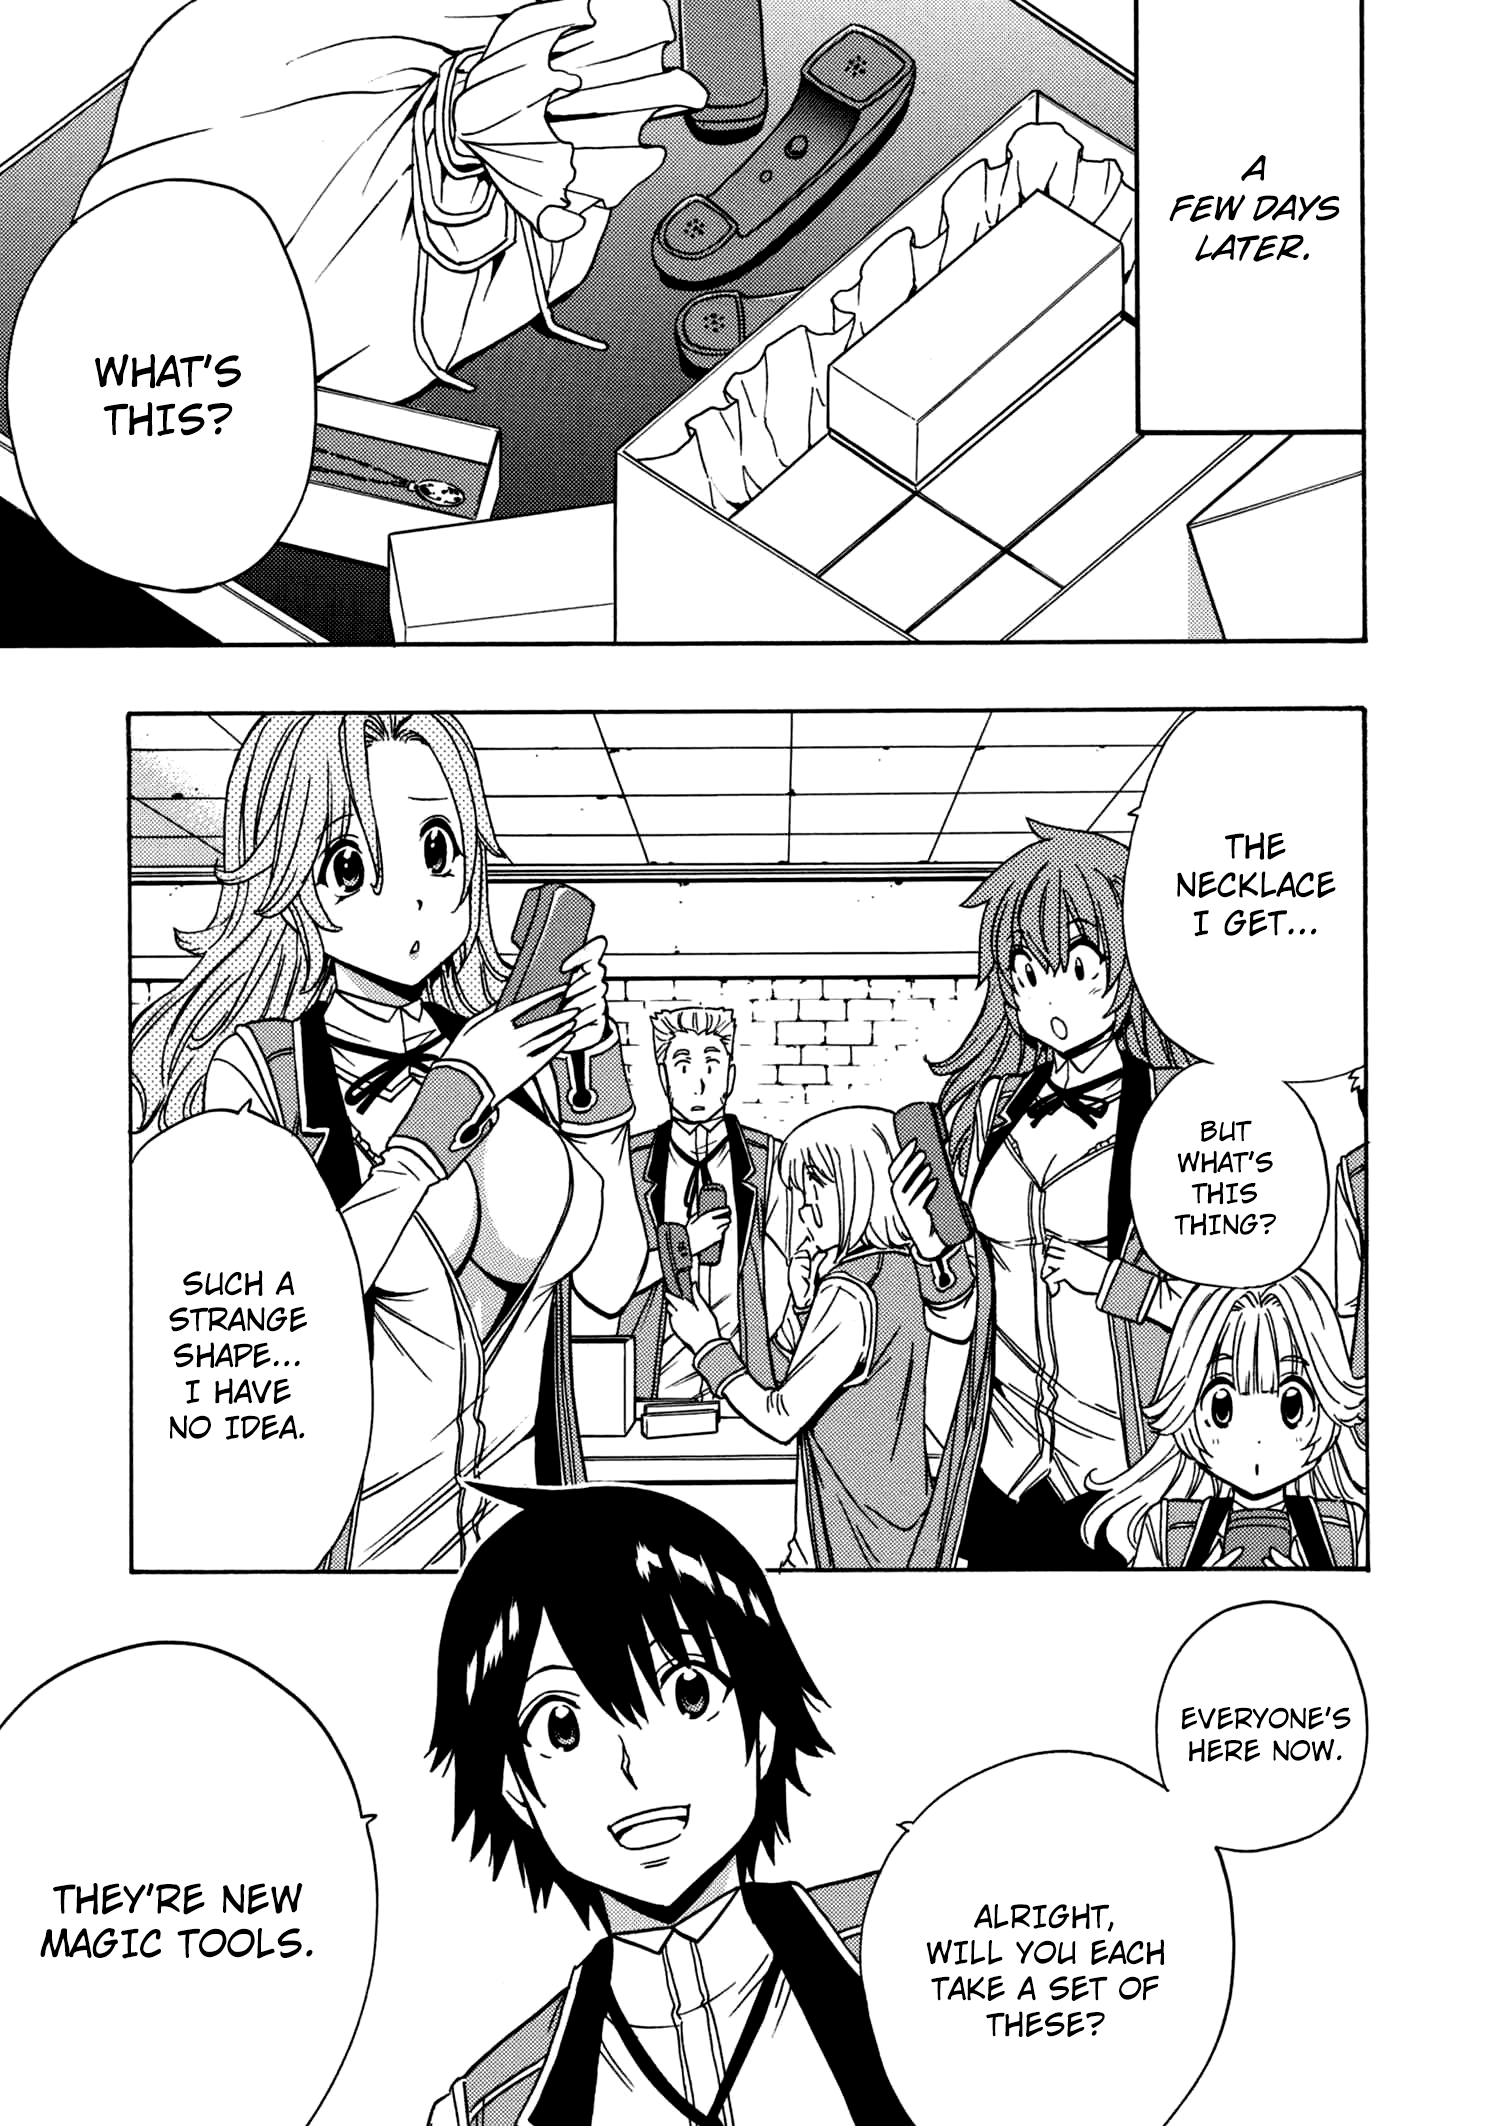 A
FEW DAYS
LATER.
WHAT'S
THIS?
THE
NECKLACE
I GET...
BUT
WHAT'S
THIS
THING?
SUCH A
STRANGE
SHAPE...
I HAVE
NO IDEA.
EVERYONE'S
HERE NOW.
ALRIGHT,
WILL YOU EACH
TAKE A SET OF
THESE?
THEY'RE NEW
MAGIC TOOLS.